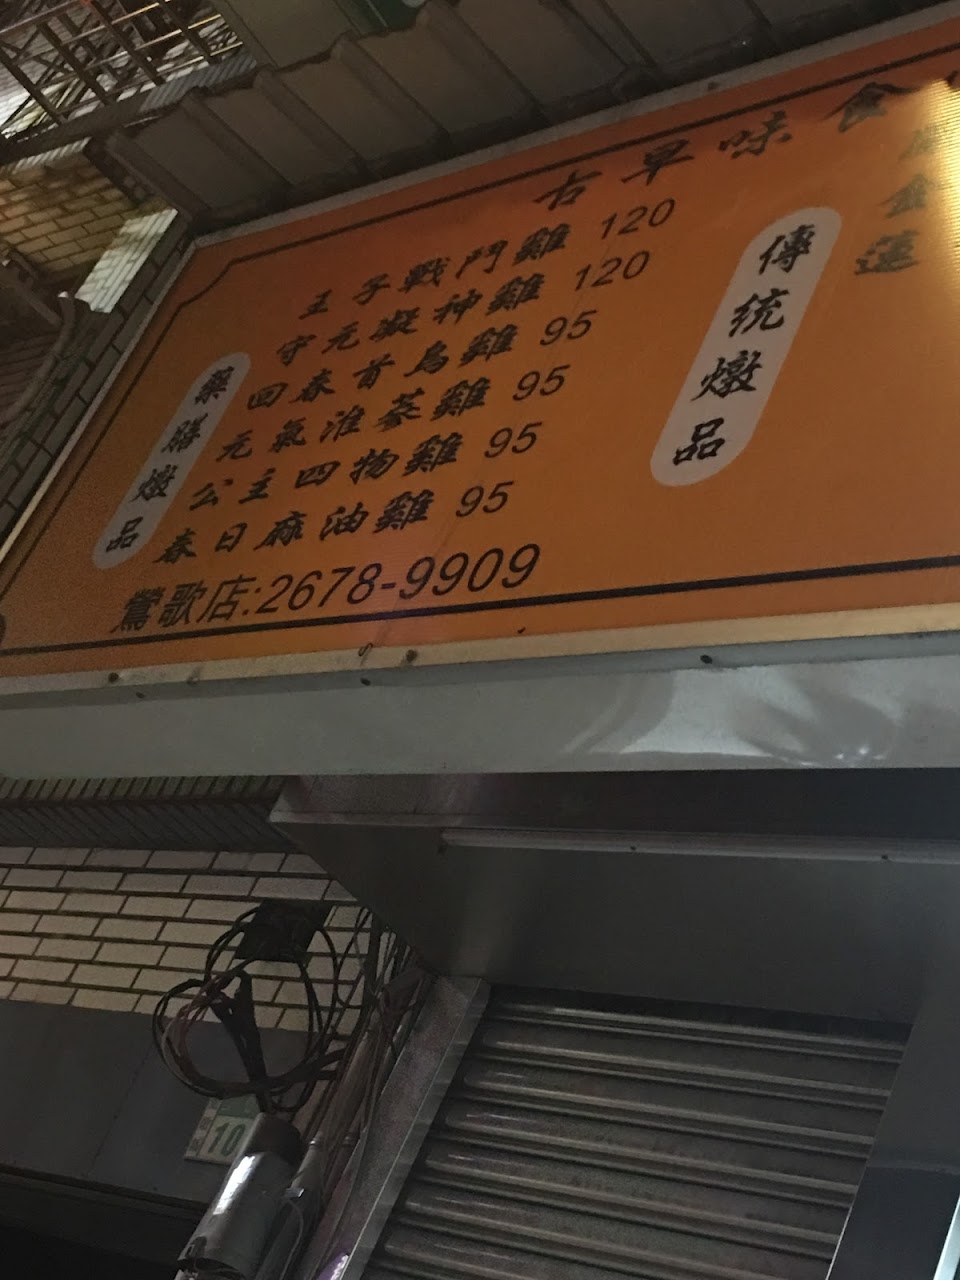 古早味食
王子戰鬥雞 120
守元凝神雞 120
回春首烏雞 95
元氣淮蔘雞 95
公主四物雞 95
春日麻油雞 95
藥膳燉品
傳統燉品
鶯歌店:2678-9909
10